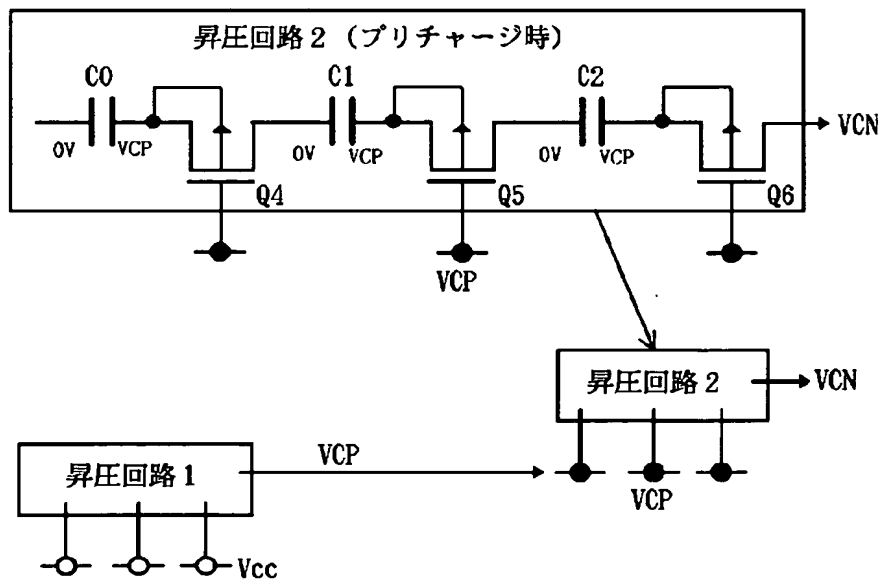 昇圧回路2(プリチャージ時)
C0 C1 C2
VCN
0V VCP 0V VCP 0V VCP
Q4 Q5 Q6
VCP
昇圧回路2
VCN
昇圧回路1
VCP
VCP
Vcc